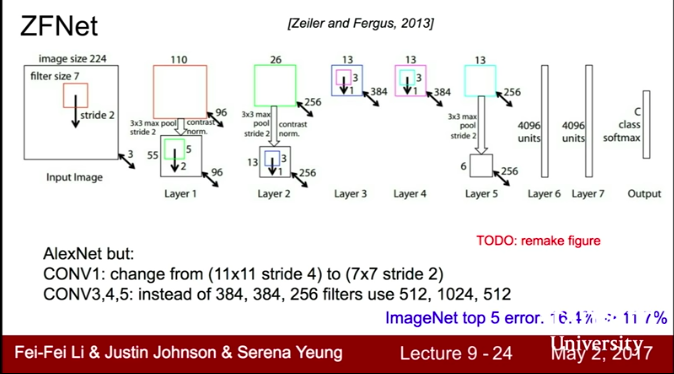 ZFNet
[Zeiler and Fergus, 2013]
image size 224
filter size 7
stride 2
3
Input Image
110
96
3x3 max pool
stride 2
contrast
norm.
55
5
2
96
Layer 1
26
256
3x3 max
pool
stride 2
contrast
norm.
13
3
1
256
Layer 2
13
3
1
384
Layer 3
13
3
1
384
Layer 4
13
256
3x3 max
pool
stride 2
6
256
Layer 5
4096
units
Layer 6
4096
units
Layer 7
C
class
softmax
Output
TODO: remake figure
AlexNet but:
CONV1: change from (11x11 stride 4) to (7x7 stride 2)
CONV3,4,5: instead of 384, 384, 256 filters use 512, 1024, 512
ImageNet top 5 error: 16.4% 11.7%
Fei-Fei Li & Justin Johnson & Serena Yeung
Lecture 9 - 24
May 2, 2017
University